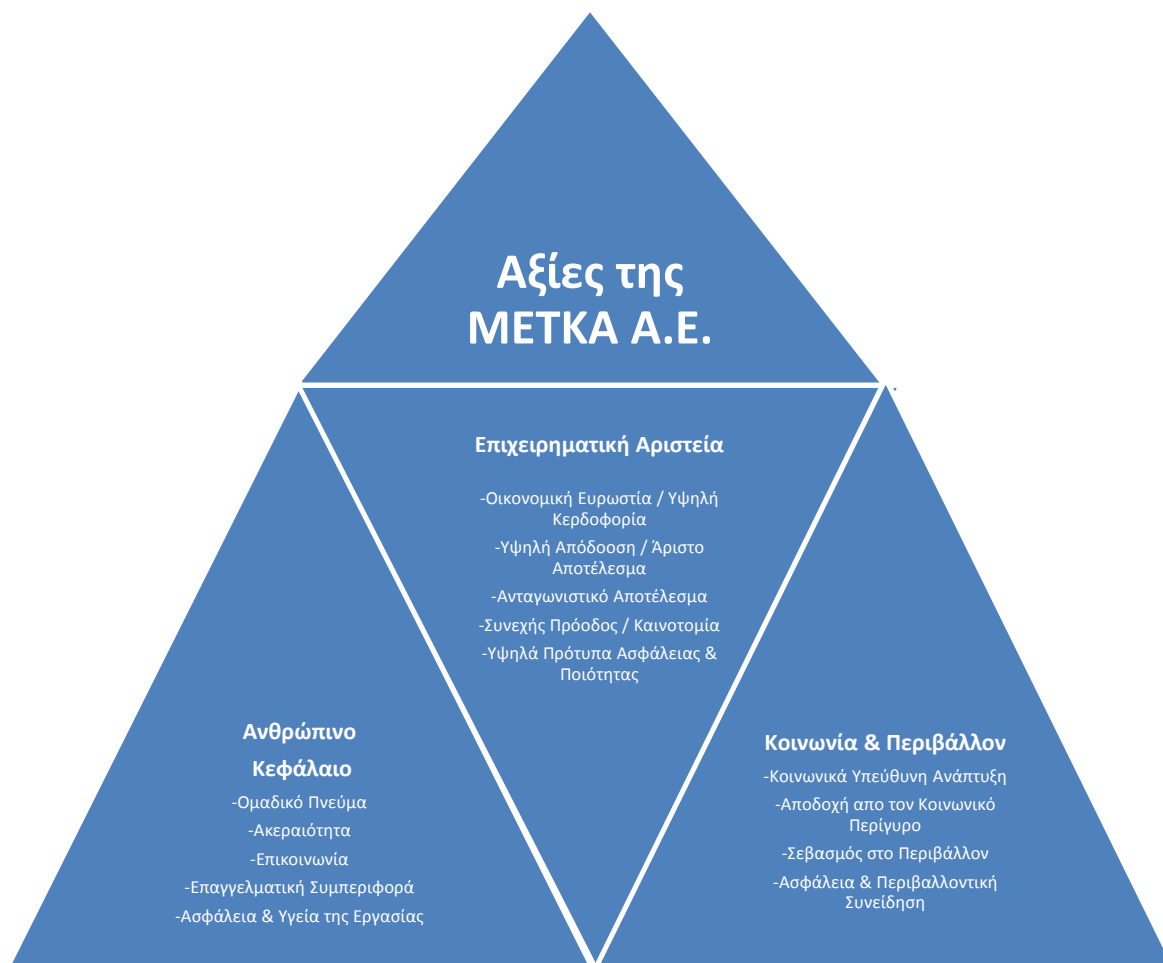 Αξίες της
ΜΕΤΚΑ Α.Ε.
Επιχειρηματική Αριστεία
-Οικονομική Ευρωστία / Υψηλή
Κερδοφορία
-Υψηλή Απόδοοση / Άριστο
Αποτέλεσμα
-Ανταγωνιστικό Αποτέλεσμα
-Συνεχής Πρόοδος / Καινοτομία
-Υψηλά Πρότυπα Ασφάλειας &
Ποιότητας
Ανθρώπινο
Κεφάλαιο
-Ομαδικό Πνεύμα
-Ακεραιότητα
-Επικοινωνία
-Επαγγελματική Συμπεριφορά
-Ασφάλεια & Υγεία της Εργασίας
Κοινωνία & Περιβάλλον
-Κοινωνικά Υπεύθυνη Ανάπτυξη
-Αποδοχή απο τον Κοινωνικό
Περίγυρο
-Σεβασμός στο Περιβάλλον
-Ασφάλεια & Περιβαλλοντική
Συνείδηση